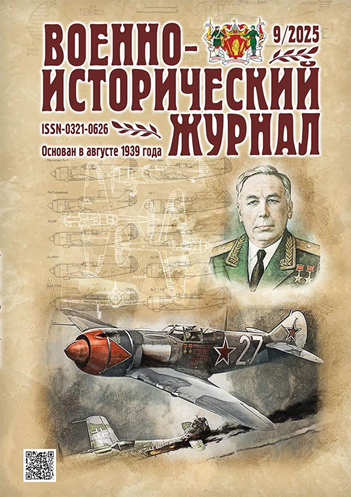 ВОЕННО-
9/2025
ИСТОРИЧЕСКИЙ
ISSN-0321-0626
ЖУРНАЛ
Основан в августе 1939 года
27